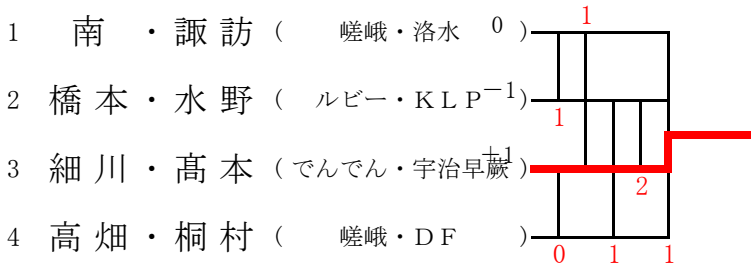 1
1 南 ・ 諏 訪 ( 嵯峨・洛水 0 )
2 橋 本 ・ 水 野 ( ルビー・KLP −1 )
1
3 細 川 ・ 髙 本 ( でんでん・宇治早蕨 +1 )
2
4 高 畑 ・ 桐 村 ( 嵯峨・DF )
0 1 1